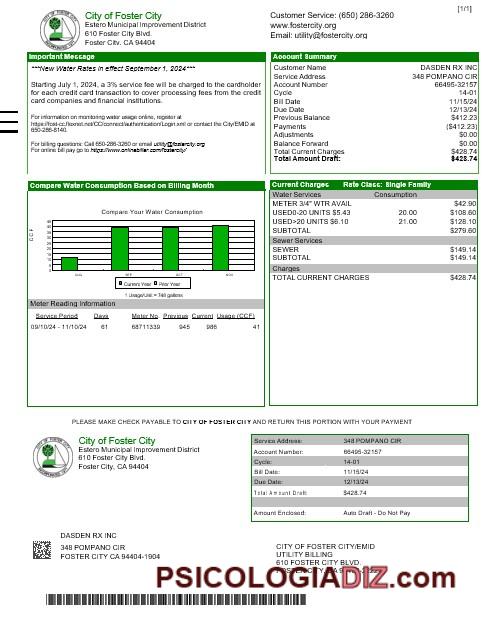 [1/1]
City of Foster City
Estero Municipal Improvement District
610 Foster City Blvd.
Foster City, CA 94404
Customer Service: (650) 286-3260
www.fostercity.org
Email: utility@fostercity.org
Important Message
***New Water Rates in effect September 1, 2024***
Starting July 1, 2024, a 3% service fee will be charged to the cardholder
for each credit card transaction to cover processing fees from the credit
card companies and financial institutions.
For information on monitoring water usage online, register at
or contact the City/EMID at
650-286-8140.
For billing questions: Call 650-286-3260 or email utility@fostercity.org
For online bill pay go to https://www.onlinebiller.com/fostercity/
Account Summary
Customer Name DASDEN RX INC
Service Address 348 POMPANO CIR
Account Number 66495-32157
Cycle 14-01
Bill Date 11/15/24
Due Date 12/13/24
Previous Balance $412.23
Payments ($412.23)
Adjustments $0.00
Balance Forward $0.00
Total Current Charges $428.74
Total Amount Draft: $428.74
Compare Water Consumption Based on Billing Month
Compare Your Water Consumption
CCF
45
40
35
30
25
20
15
10
5
0
AUG SEP OCT NOV
Current Year Prior Year
1 Usage/Unit = 748 gallons
Meter Reading Information
Service Period Days Meter No. Previous Current Usage (CCF)
09/10/24 - 11/10/24 61 68711339 945 986 41
Current Charges Rate Class: Single Family
Water Services Consumption
METER 3/4" WTR AVAIL $42.90
USED0-20 UNITS $5.43 20.00 $108.60
USED>20 UNITS $6.10 21.00 $128.10
SUBTOTAL $279.60
Sewer Services
SEWER $149.14
SUBTOTAL $149.14
Charges
TOTAL CURRENT CHARGES $428.74
PLEASE MAKE CHECK PAYABLE TO CITY OF FOSTER CITY AND RETURN THIS PORTION WITH YOUR PAYMENT
City of Foster City
Estero Municipal Improvement District
610 Foster City Blvd.
Foster City, CA 94404
Service Address: 348 POMPANO CIR
Account Number: 66495-32157
Cycle: 14-01
Bill Date: 11/15/24
Due Date: 12/13/24
Total Amount Draft: $428.74
Amount Enclosed: Auto Draft - Do Not Pay
DASDEN RX INC
348 POMPANO CIR
FOSTER CITY CA 94404-1904
CITY OF FOSTER CITY/EMID
UTILITY BILLING
610 FOSTER CITY BLVD.
FOSTER CITY
PSICOLOGIADIZ.com